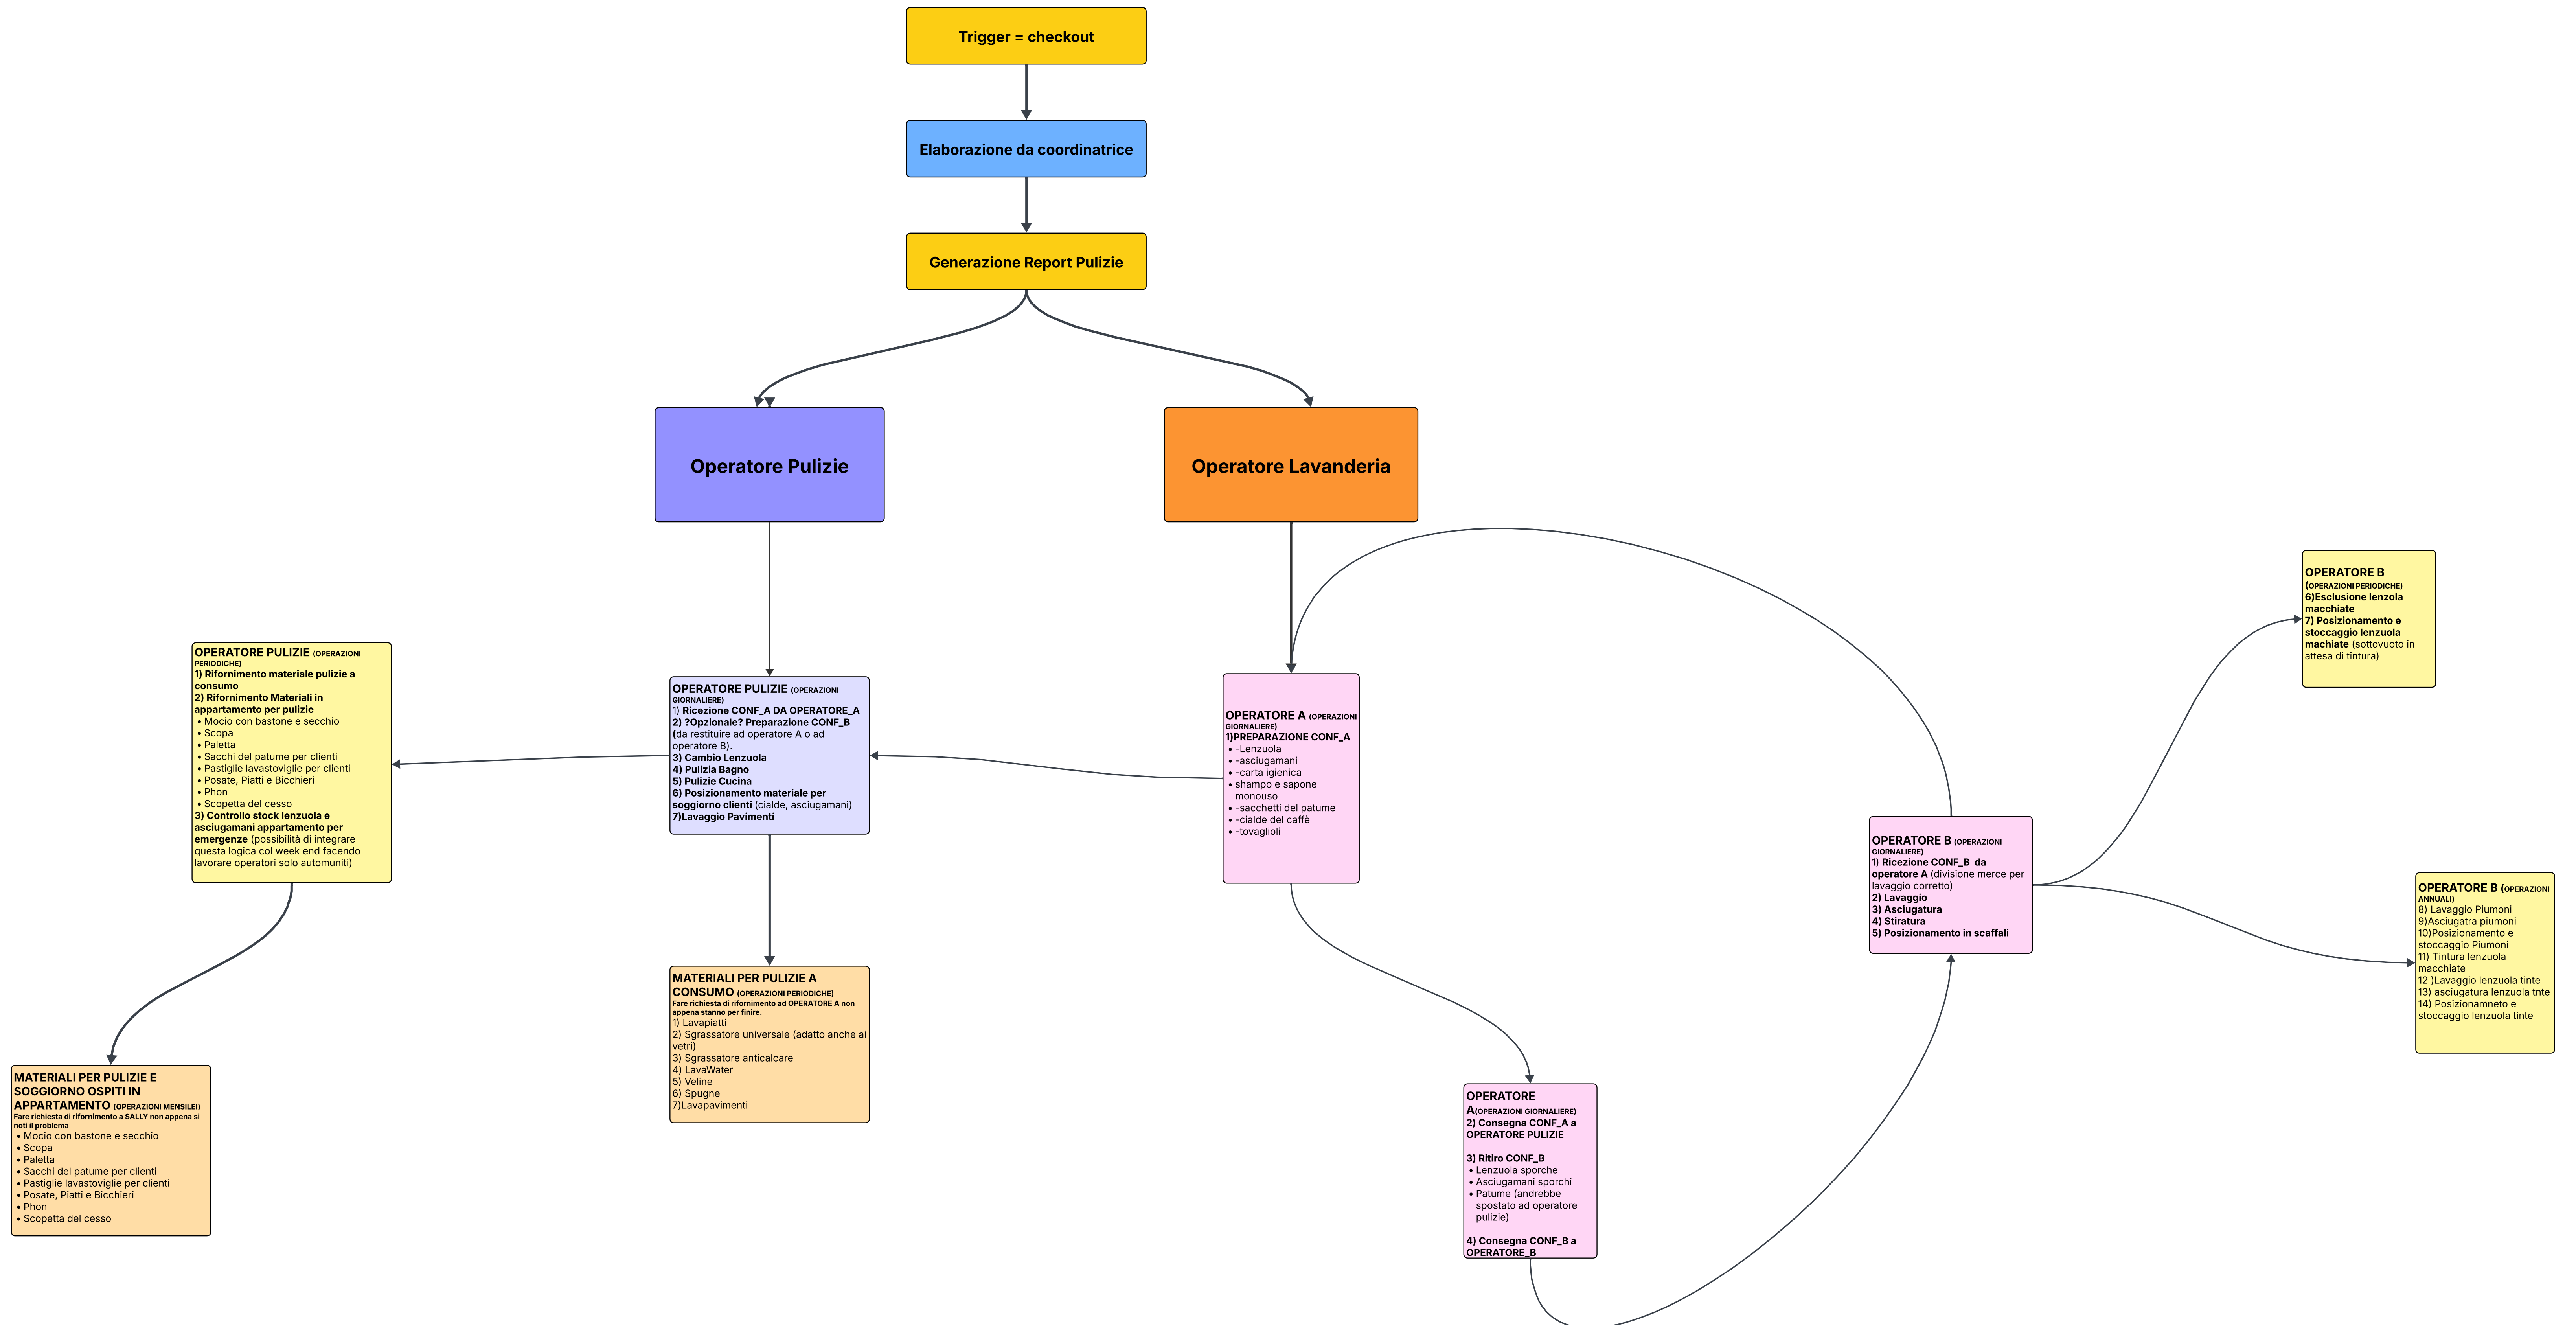 Trigger = checkout
Elaborazione da coordinatrice
Generazione Report Pulizie
Operatore Pulizie
Operatore Lavanderia
OPERATORE B
(OPERAZIONI PERIODICHE)
6)Esclusione lenzola
macchiate
7) Posizionamento e
stoccaggio lenzuola
machiate (sottovuoto in
attesa di tintura)
OPERATORE PULIZIE (OPERAZIONI
PERIODICHE)
1) Rifornimento materiale pulizie a
consumo
2) Rifornimento Materiali in
appartamento per pulizie
• Mocio con bastone e secchio
• Scopa
• Paletta
• Sacchi del patume per clienti
• Pastiglie lavastoviglie per clienti
• Posate, Piatti e Bicchieri
• Phon
• Scopetta del cesso
3) Controllo stock lenzuola e
asciugamani appartamento per
emergenze (possibilità di integrare
questa logica col week end facendo
lavorare operatori solo automuniti)
OPERATORE PULIZIE (OPERAZIONI
GIORNALIERE)
1) Ricezione CONF_A DA OPERATORE_A
2) ?Opzionale? Preparazione CONF_B
(da restituire ad operatore A o ad
operatore B).
3) Cambio Lenzuola
4) Pulizia Bagno
5) Pulizie Cucina
6) Posizionamento materiale per
soggiorno clienti (cialde, asciugamani)
7)Lavaggio Pavimenti
OPERATORE A (OPERAZIONI
GIORNALIERE)
1)PREPARAZIONE CONF_A
• -Lenzuola
• -asciugamani
• -carta igienica
• shampo e sapone
monouso
• -sacchetti del patume
• -cialde del caffè
• -tovaglioli
OPERATORE B (OPERAZIONI
GIORNALIERE)
1) Ricezione CONF_B da
operatore A (divisione merce per
lavaggio corretto)
2) Lavaggio
3) Asciugatura
4) Stiratura
5) Posizionamento in scaffali
OPERATORE B (OPERAZIONI
ANNUALI)
8) Lavaggio Piumoni
9)Asciugatra piumoni
10)Posizionamento e
stoccaggio Piumoni
11) Tintura lenzuola
macchiate
12 )Lavaggio lenzuola tinte
13) asciugatura lenzuola tnte
14) Posizionamneto e
stoccaggio lenzuola tinte
MATERIALI PER PULIZIE A
CONSUMO (OPERAZIONI PERIODICHE)
Fare richiesta di rifornimento ad OPERATORE A non
appena stanno per finire.
1) Lavapiatti
2) Sgrassatore universale (adatto anche ai
vetri)
3) Sgrassatore anticalcare
4) LavaWater
5) Veline
6) Spugne
7)Lavapavimenti
MATERIALI PER PULIZIE E
SOGGIORNO OSPITI IN
APPARTAMENTO (OPERAZIONI MENSILEI)
Fare richiesta di rifornimento a SALLY non appena si
noti il problema
• Mocio con bastone e secchio
• Scopa
• Paletta
• Sacchi del patume per clienti
• Pastiglie lavastoviglie per clienti
• Posate, Piatti e Bicchieri
• Phon
• Scopetta del cesso
OPERATORE
A(OPERAZIONI GIORNALIERE)
2) Consegna CONF_A a
OPERATORE PULIZIE
3) Ritiro CONF_B
• Lenzuola sporche
• Asciugamani sporchi
• Patume (andrebbe
spostato ad operatore
pulizie)
4) Consegna CONF_B a
OPERATORE_B